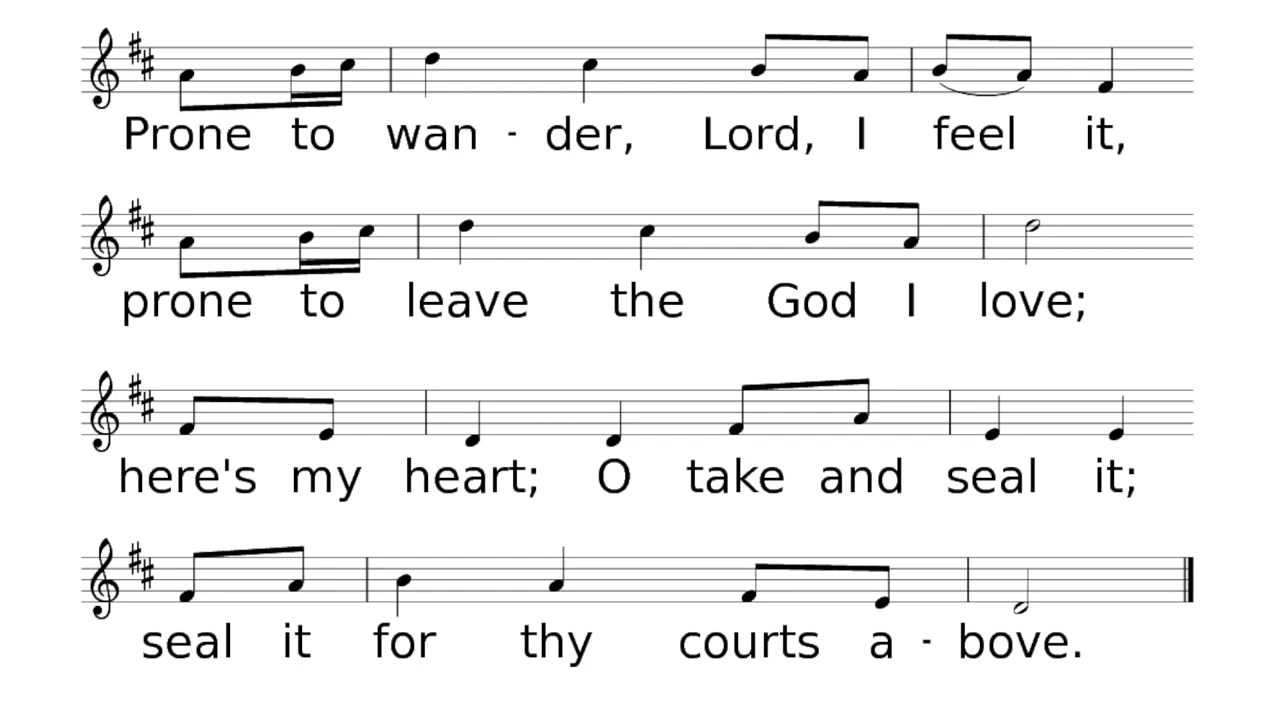 Prone to wan - der, Lord, I feel it,
prone to leave the God I love;
here's my heart; O take and seal it;
seal it for thy courts a - bove.